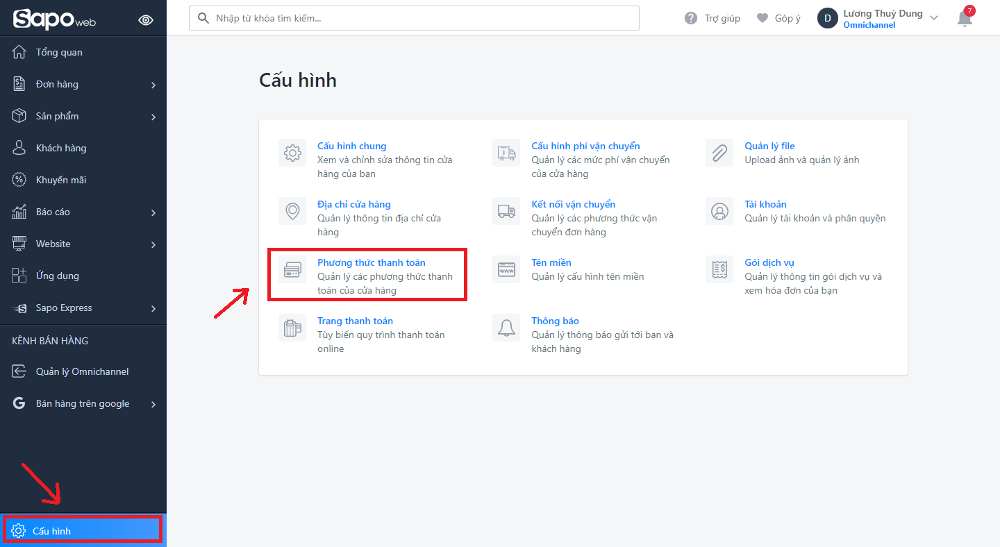 Sapo web
Tổng quan
Đơn hàng
Sản phẩm
Khách hàng
Khuyến mãi
Báo cáo
Website
Ứng dụng
Sapo Express
KÊNH BÁN HÀNG
Quản lý Omnichannel
Bán hàng trên google
Cấu hình
Nhập từ khóa tìm kiếm...
Trợ giúp
Góp ý
D
Lương Thuỳ Dung
Omnichannel
7
Cấu hình
Cấu hình chung
Xem và chỉnh sửa thông tin cửa
hàng của bạn
Cấu hình phí vận chuyển
Quản lý các mức phí vận chuyển
của cửa hàng
Quản lý file
Upload ảnh và quản lý ảnh
Địa chỉ cửa hàng
Quản lý thông tin địa chỉ cửa
hàng
Kết nối vận chuyển
Quản lý các phương thức vận
chuyển đơn hàng
Tài khoản
Quản lý tài khoản và phân quyền
Phương thức thanh toán
Quản lý các phương thức thanh
toán của cửa hàng
Tên miền
Quản lý cấu hình tên miền
Gói dịch vụ
Quản lý thông tin gói dịch vụ và
xem hóa đơn của bạn
Trang thanh toán
Tùy biến quy trình thanh toán
online
Thông báo
Quản lý thông báo gửi tới bạn và
khách hàng